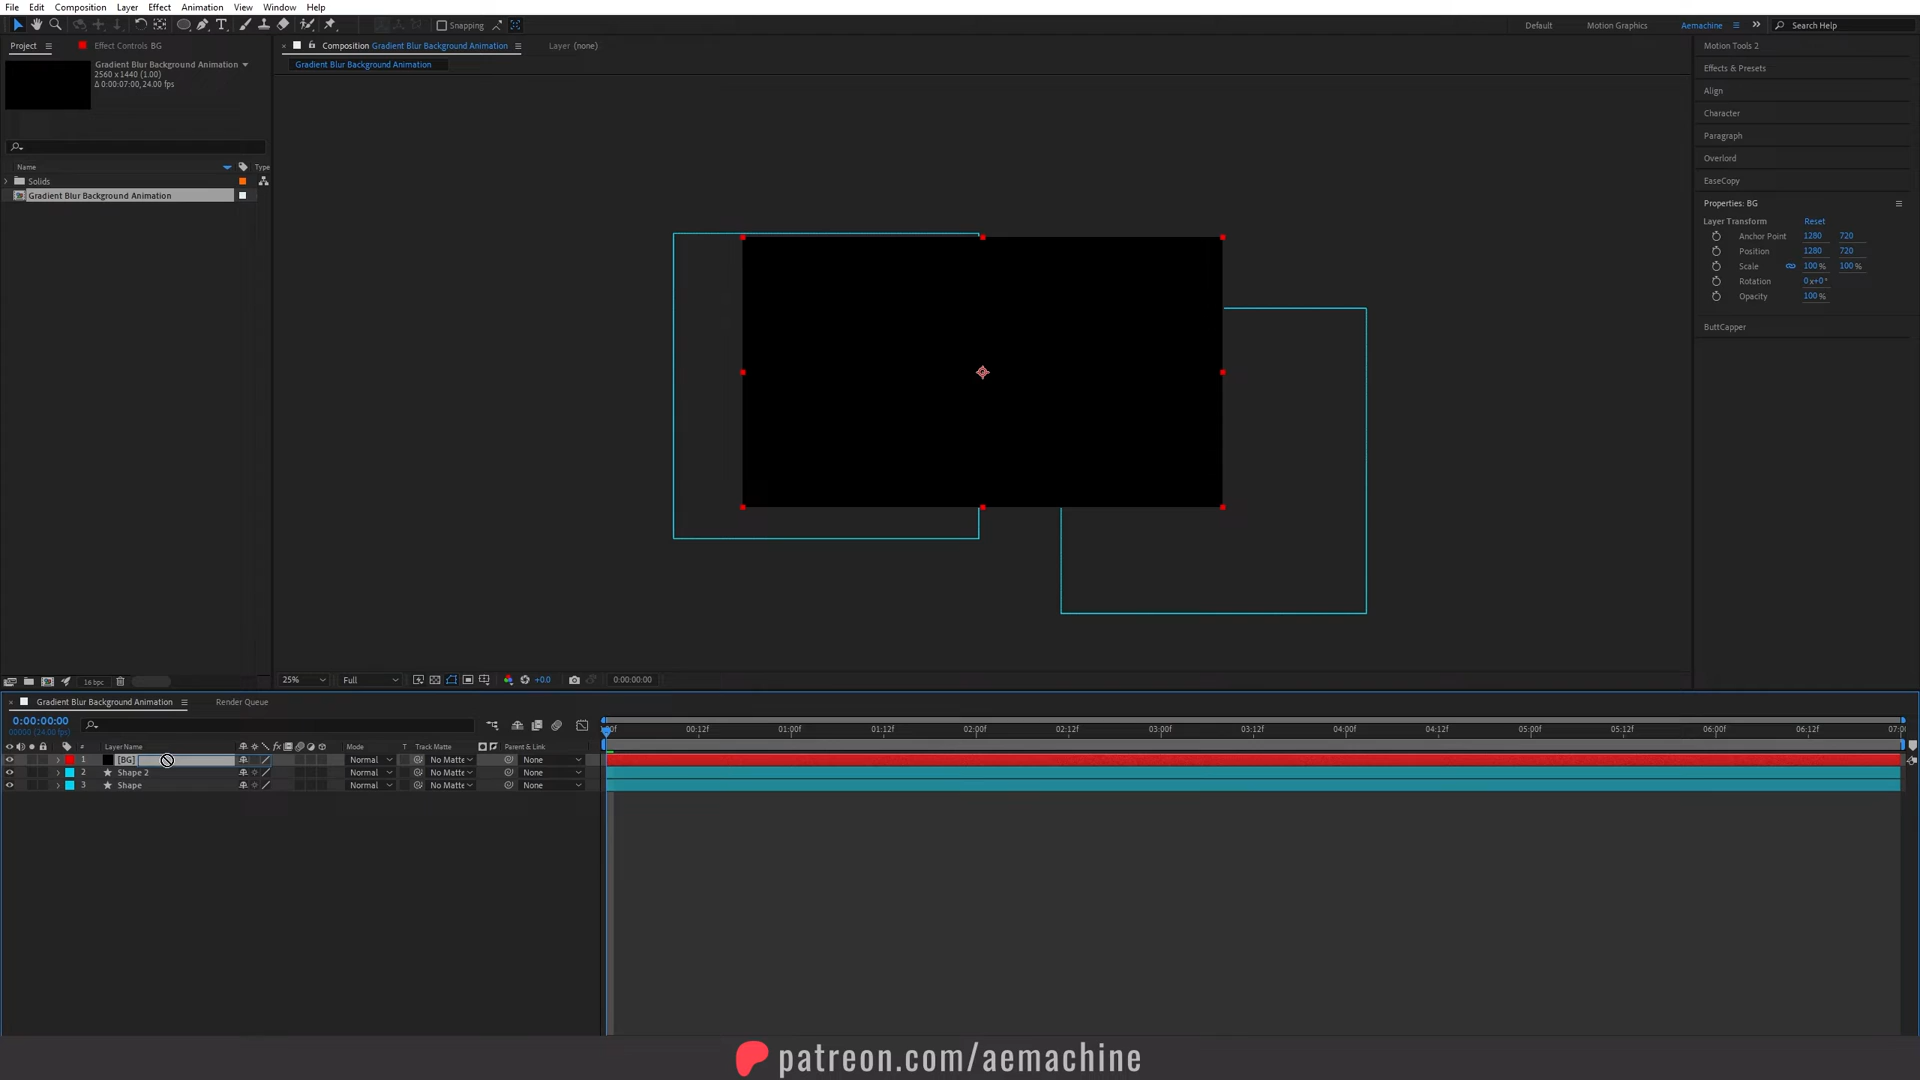 File Edit Composition Layer Effect Animation View Window Help
Snapping Default Motion Graphics Aemachine Search Help
Project Effect Controls BG Composition Gradient Blur Background Animation Layer (none)
Gradient Blur Background Animation
Gradient Blur Background Animation
2560 x 1440 (1.00)
Δ 0:00:07:00, 24.00 fps
Name Type
Solids
Gradient Blur Background Animation
Motion Tools 2
Effects & Presets
Align
Character
Paragraph
Overlord
EaseCopy
Properties: BG
Layer Transform Reset
Anchor Point 1280 720
Position 1280 720
Scale 100 % 100 %
Rotation 0x+0°
Opacity 100 %
ButtCapper
16 bpc 25% Full +0.0 0:00:00:00
Gradient Blur Background Animation Render Queue
0:00:00:00
00000 (24.00 fps)
:00f 00:12f 01:00f 01:12f 02:00f 02:12f 03:00f 03:12f 04:00f 04:12f 05:00f 05:12f 06:00f 06:12f 07:0
# Layer Name fx Mode T Track Matte Parent & Link
1 [BG] Normal No Matte None
2 Shape 2 Normal No Matte None
3 Shape Normal No Matte None
patreon.com/aemachine